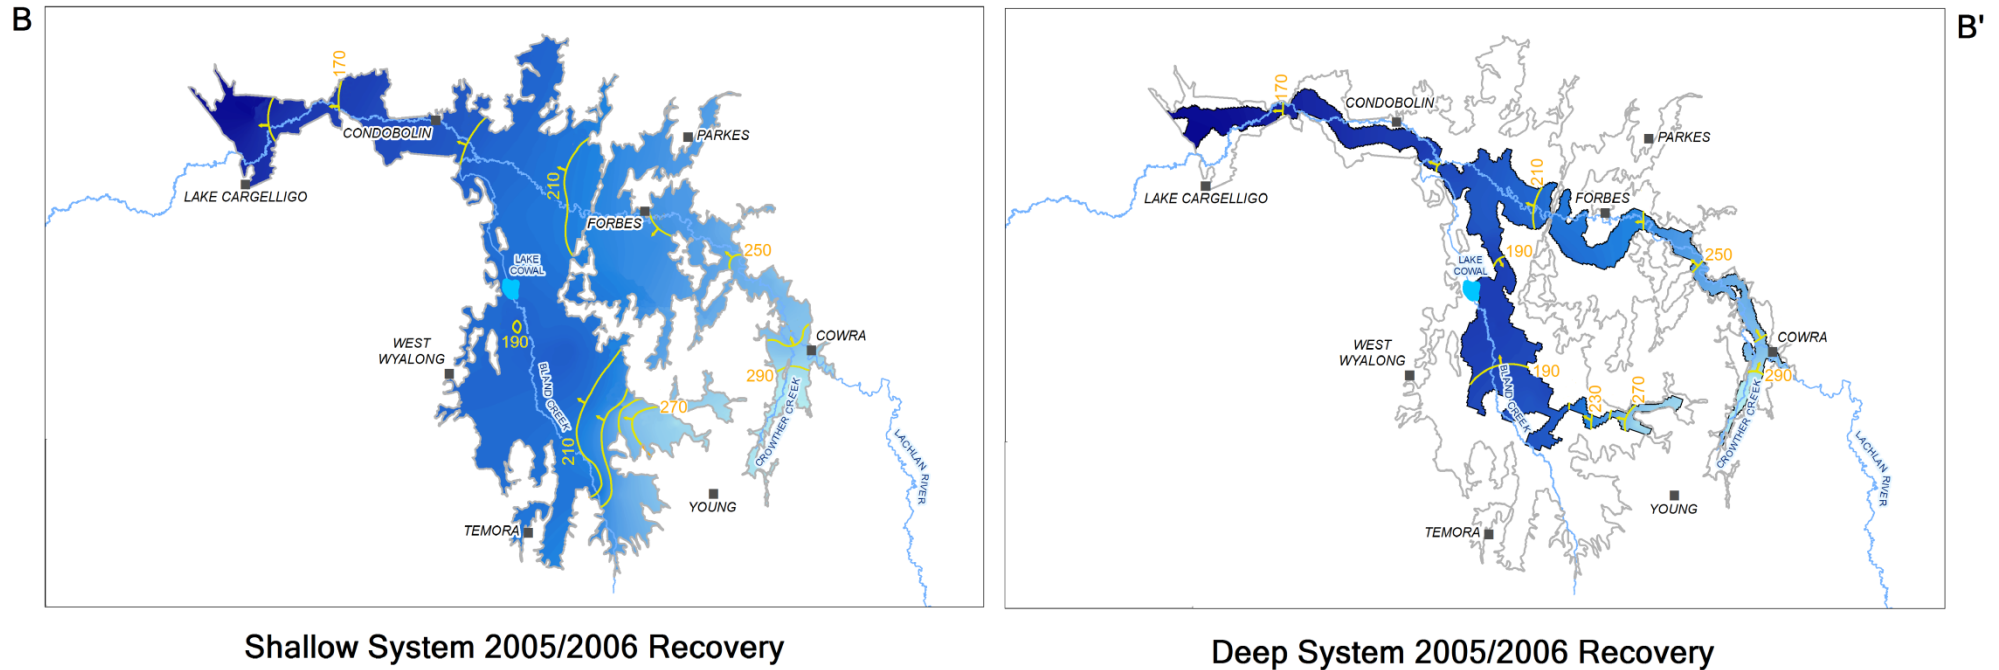 B
170
CONDOBOLIN
PARKES
LAKE CARGELLIGO
210
FORBES
250
LAKE
COWAL
190
WEST
WYALONG
COWRA
290
BLAND CREEK
270
CROWTHER CREEK
210
LACHLAN RIVER
YOUNG
TEMORA
Shallow System 2005/2006 Recovery
B'
170
CONDOBOLIN
PARKES
LAKE CARGELLIGO
210
FORBES
190
250
LAKE
COWAL
WEST
WYALONG
COWRA
190
290
BLAND CREEK
230
270
CROWTHER CREEK
LACHLAN RIVER
YOUNG
TEMORA
Deep System 2005/2006 Recovery